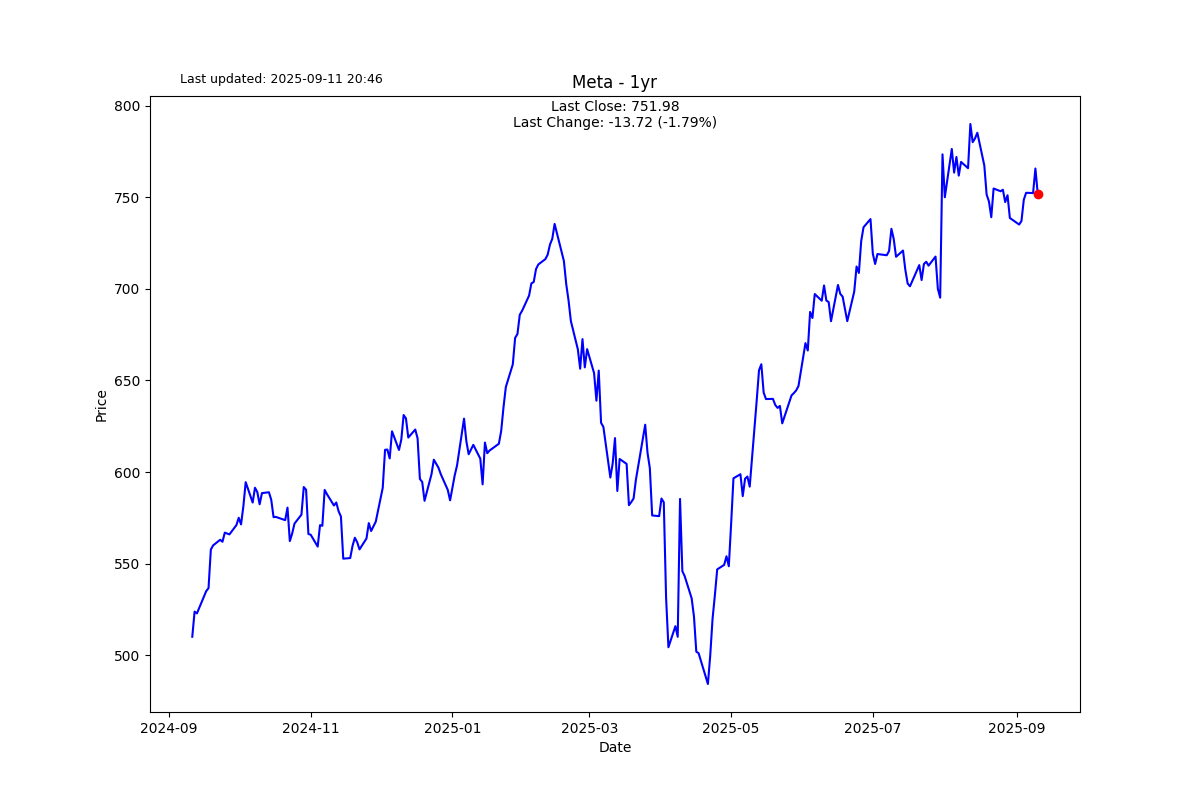 Last updated: 2025-09-11 20:46
Meta - 1yr
Last Close: 751.98
Last Change: -13.72 (-1.79%)
800
750
700
650
600
550
500
Price
2024-09
2024-11
2025-01
2025-03
2025-05
2025-07
2025-09
Date